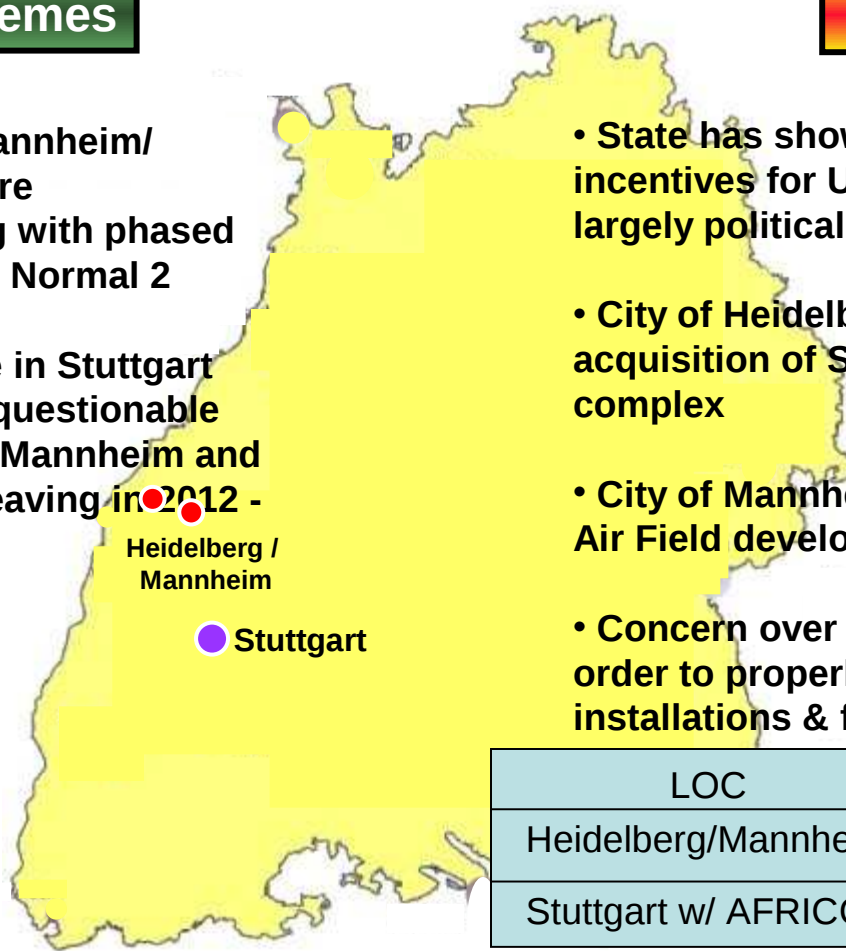 emes
annheim/
re
g with phased
Normal 2
e in Stuttgart
questionable
Mannheim and
eaving in 2012 -
Heidelberg /
Mannheim
Stuttgart
• State has show
incentives for U
largely political
• City of Heidelb
acquisition of S
complex
• City of Mannhe
Air Field develo
• Concern over
order to properl
installations & f
LOC
Heidelberg/Mannhe
Stuttgart w/ AFRICO